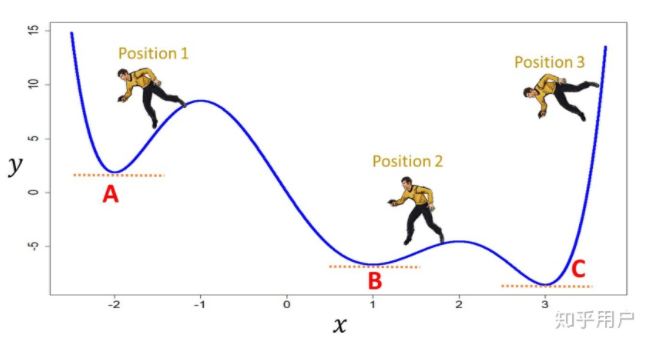 15
Position 1
Position 3
10
5
y
Position 2
0
A
-5
B
C
-2
-1
0
1
2
3
x
知乎用户